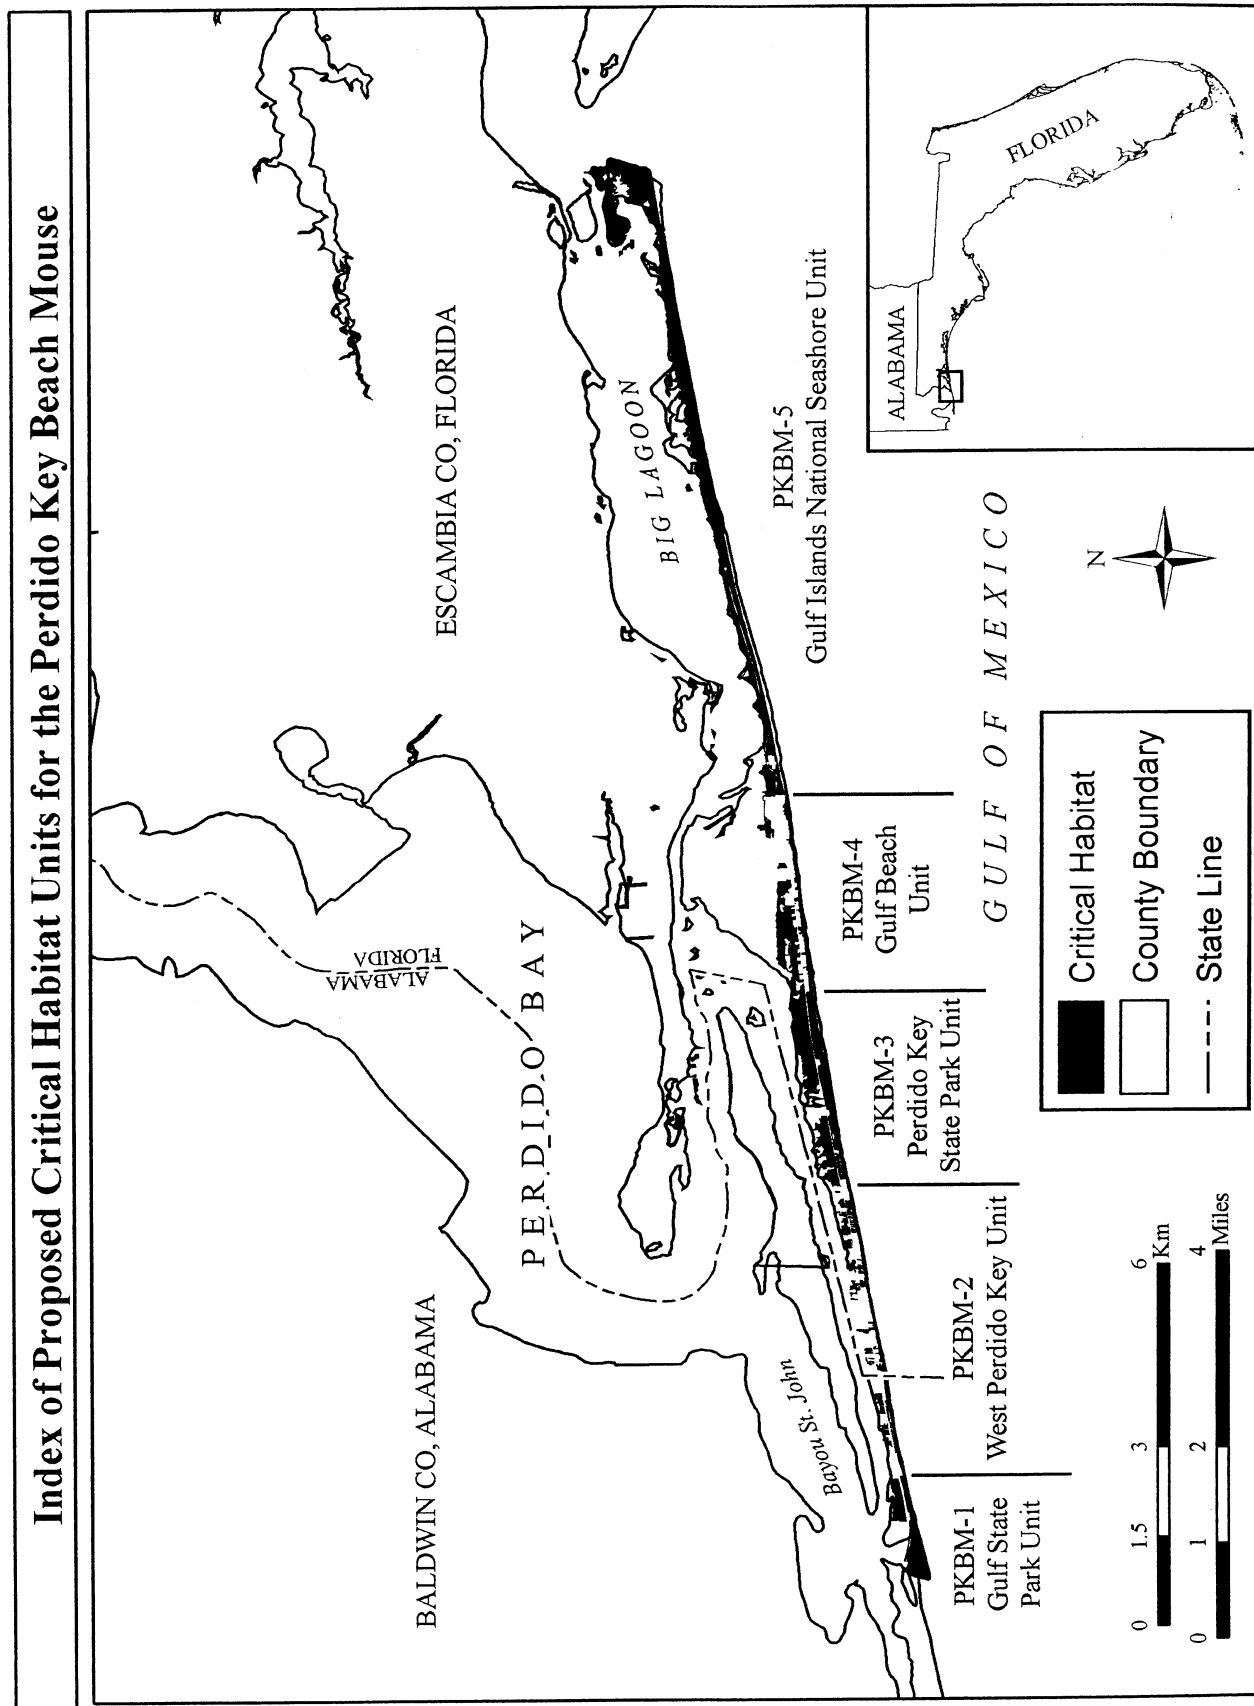 Index of Proposed Critical Habitat Units for the Perdido Key Beach Mouse
ESCAMBIA CO, FLORIDA
BALDWIN CO, ALABAMA
ALABAMA
FLORIDA
PERDIDO BAY
BIG LAGOON
Bayou St. John
PKBM-1
Gulf State
Park Unit
PKBM-2
West Perdido Key Unit
PKBM-3
Perdido Key
State Park Unit
PKBM-4
Gulf Beach
Unit
PKBM-5
Gulf Islands National Seashore Unit
GULF OF MEXICO
0 1.5 3 6
Km
0 1 2 4
Miles
Critical Habitat
County Boundary
State Line
N
ALABAMA
FLORIDA